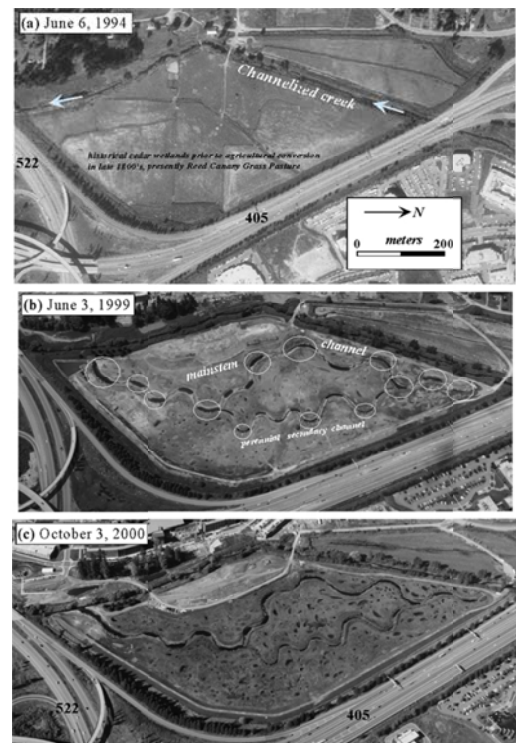 (a) June 6, 1994
Channelized creek
historical cedar wetlands prior to agricultural conversion
in late 1800's, presently Reed Canary Grass Pasture
522
405
N
meters
0 200
(b) June 3, 1999
mainstem channel
perennial secondary channel
(c) October 3, 2000
522
405